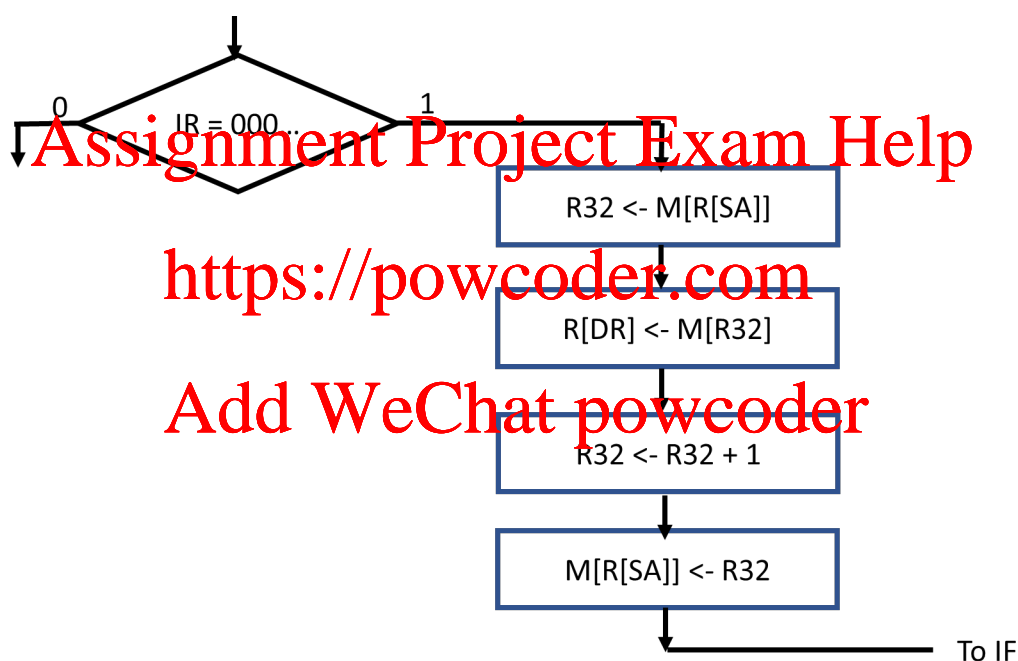 0
1
IR = 000 ..
Assignment Project Exam Help
R32 <- M[R[SA]]
https://powcoder.com
R[DR] <- M[R32]
Add WeChat powcoder
R32 <- R32 + 1
M[R[SA]] <- R32
To IF